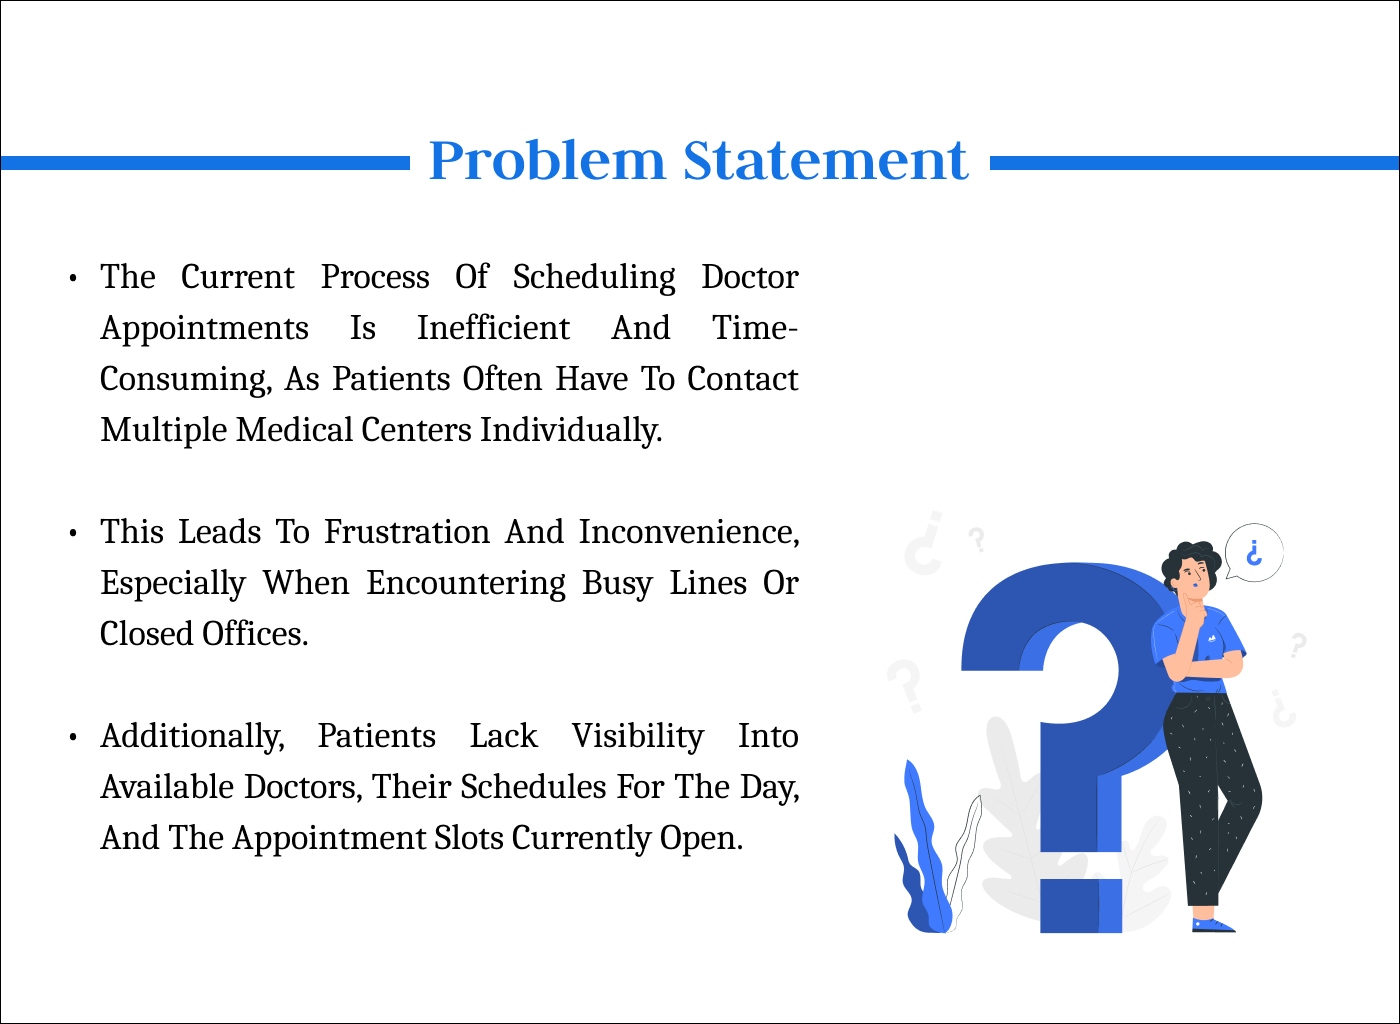 Problem Statement
• The Current Process Of Scheduling Doctor
Appointments Is Inefficient And Time-
Consuming, As Patients Often Have To Contact
Multiple Medical Centers Individually.
• This Leads To Frustration And Inconvenience,
Especially When Encountering Busy Lines Or
Closed Offices.
• Additionally, Patients Lack Visibility Into
Available Doctors, Their Schedules For The Day,
And The Appointment Slots Currently Open.